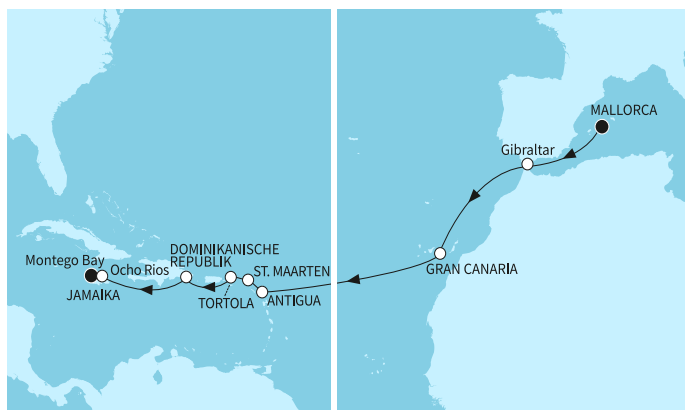 MALLORCA
Gibraltar
GRAN CANARIA
DOMINIKANISCHE
REPUBLIK
ST. MAARTEN
Montego Bay
Ocho Rios
JAMAIKA
TORTOLA
ANTIGUA